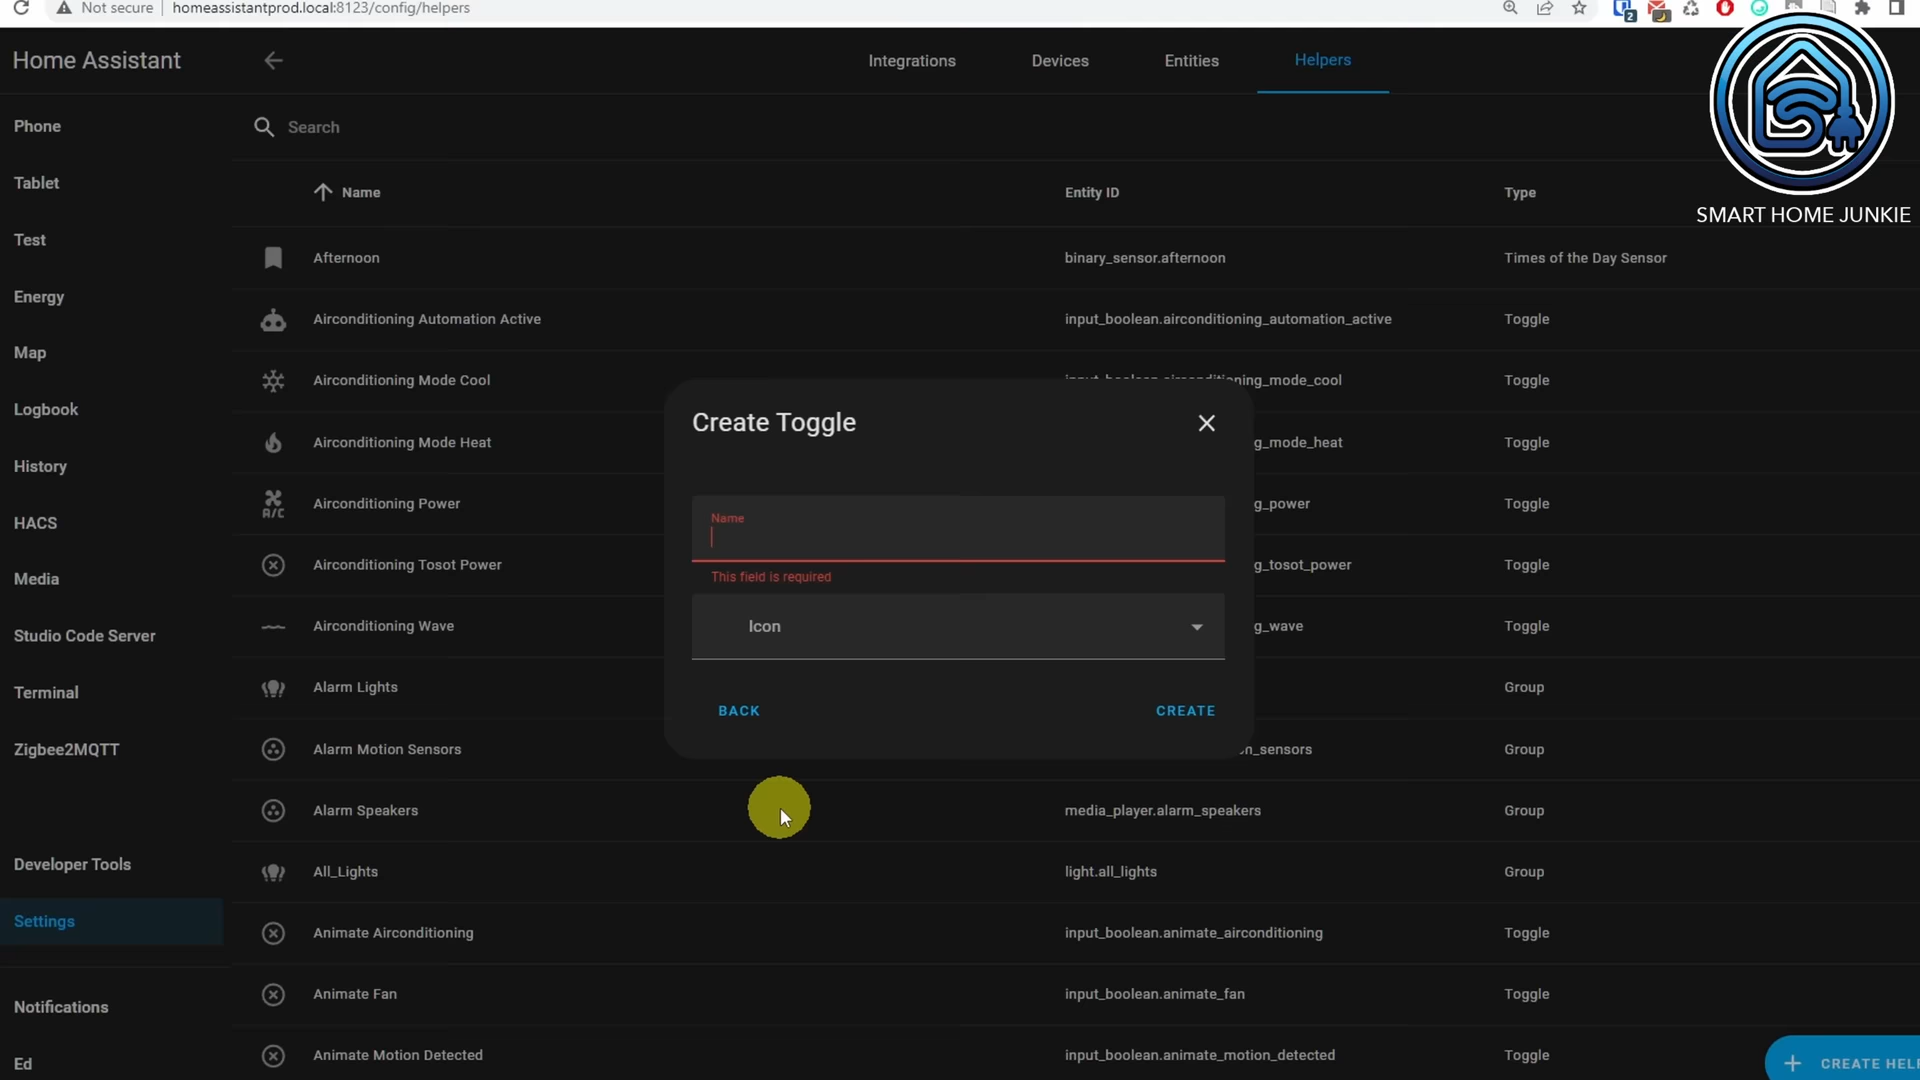 Not secure
homeassistantprod.local:8123/config/helpers
2
Home Assistant
Integrations
Devices
Entities
Helpers
SMART HOME JUNKIE
Phone
Search
Tablet
Name
Entity ID
Type
Test
Afternoon
binary_sensor.afternoon
Times of the Day Sensor
Energy
Airconditioning Automation Active
input_boolean.airconditioning_automation_active
Toggle
Map
Airconditioning Mode Cool
ning_mode_cool
Toggle
Logbook
Airconditioning Mode Heat
g_mode_heat
Toggle
History
A/C
Airconditioning Power
g_power
Toggle
HACS
Airconditioning Tosot Power
g_tosot_power
Toggle
Media
Airconditioning Wave
g_wave
Toggle
Studio Code Server
Alarm Lights
Group
Terminal
Alarm Motion Sensors
n_sensors
Group
Zigbee2MQTT
Alarm Speakers
media_player.alarm_speakers
Group
Developer Tools
All_Lights
light.all_lights
Group
Settings
Animate Airconditioning
input_boolean.animate_airconditioning
Toggle
Notifications
Animate Fan
input_boolean.animate_fan
Toggle
Ed
Animate Motion Detected
input_boolean.animate_motion_detected
Toggle
CREATE HEL
Create Toggle
Name
This field is required
Icon
BACK
CREATE